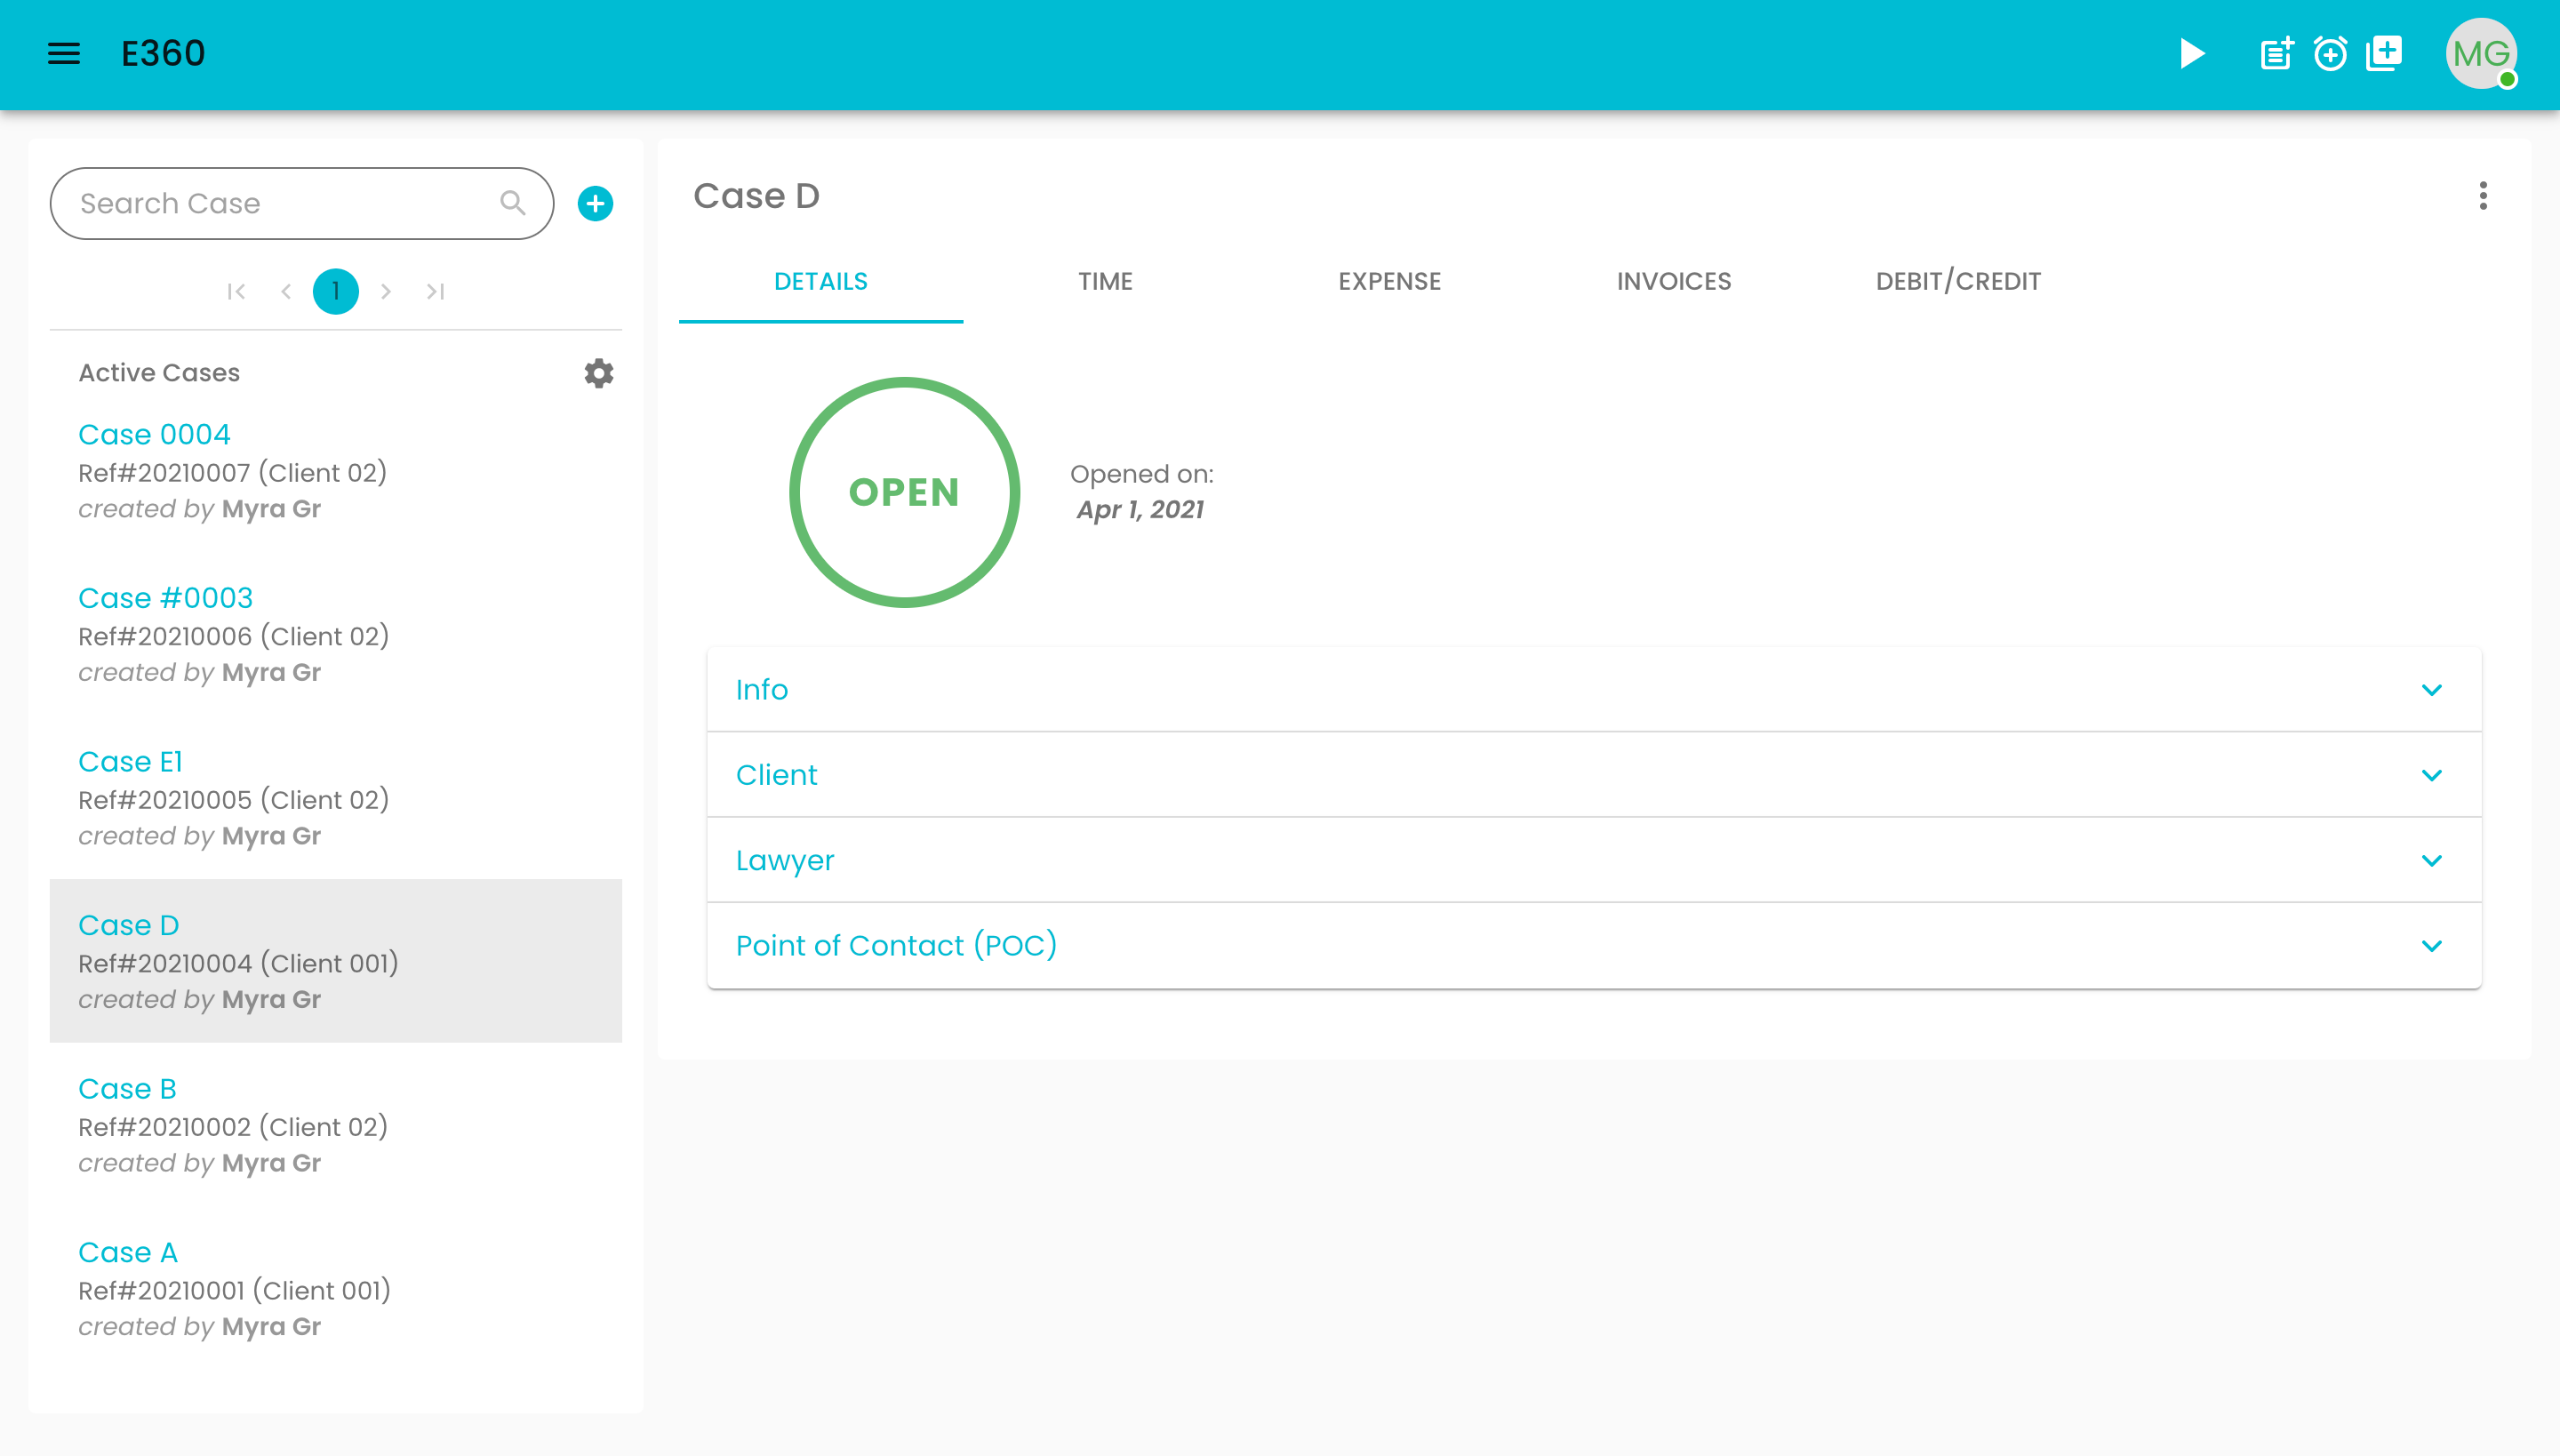 E360
MG
Search Case
1
Active Cases
Case 0004
Ref#20210007 (Client 02)
created by Myra Gr
Case #0003
Ref#20210006 (Client 02)
created by Myra Gr
Case E1
Ref#20210005 (Client 02)
created by Myra Gr
Case D
Ref#20210004 (Client 001)
created by Myra Gr
Case B
Ref#20210002 (Client 02)
created by Myra Gr
Case A
Ref#20210001 (Client 001)
created by Myra Gr
Case D
DETAILS TIME EXPENSE INVOICES DEBIT/CREDIT
OPEN
Opened on:
Apr 1, 2021
Info
Client
Lawyer
Point of Contact (POC)